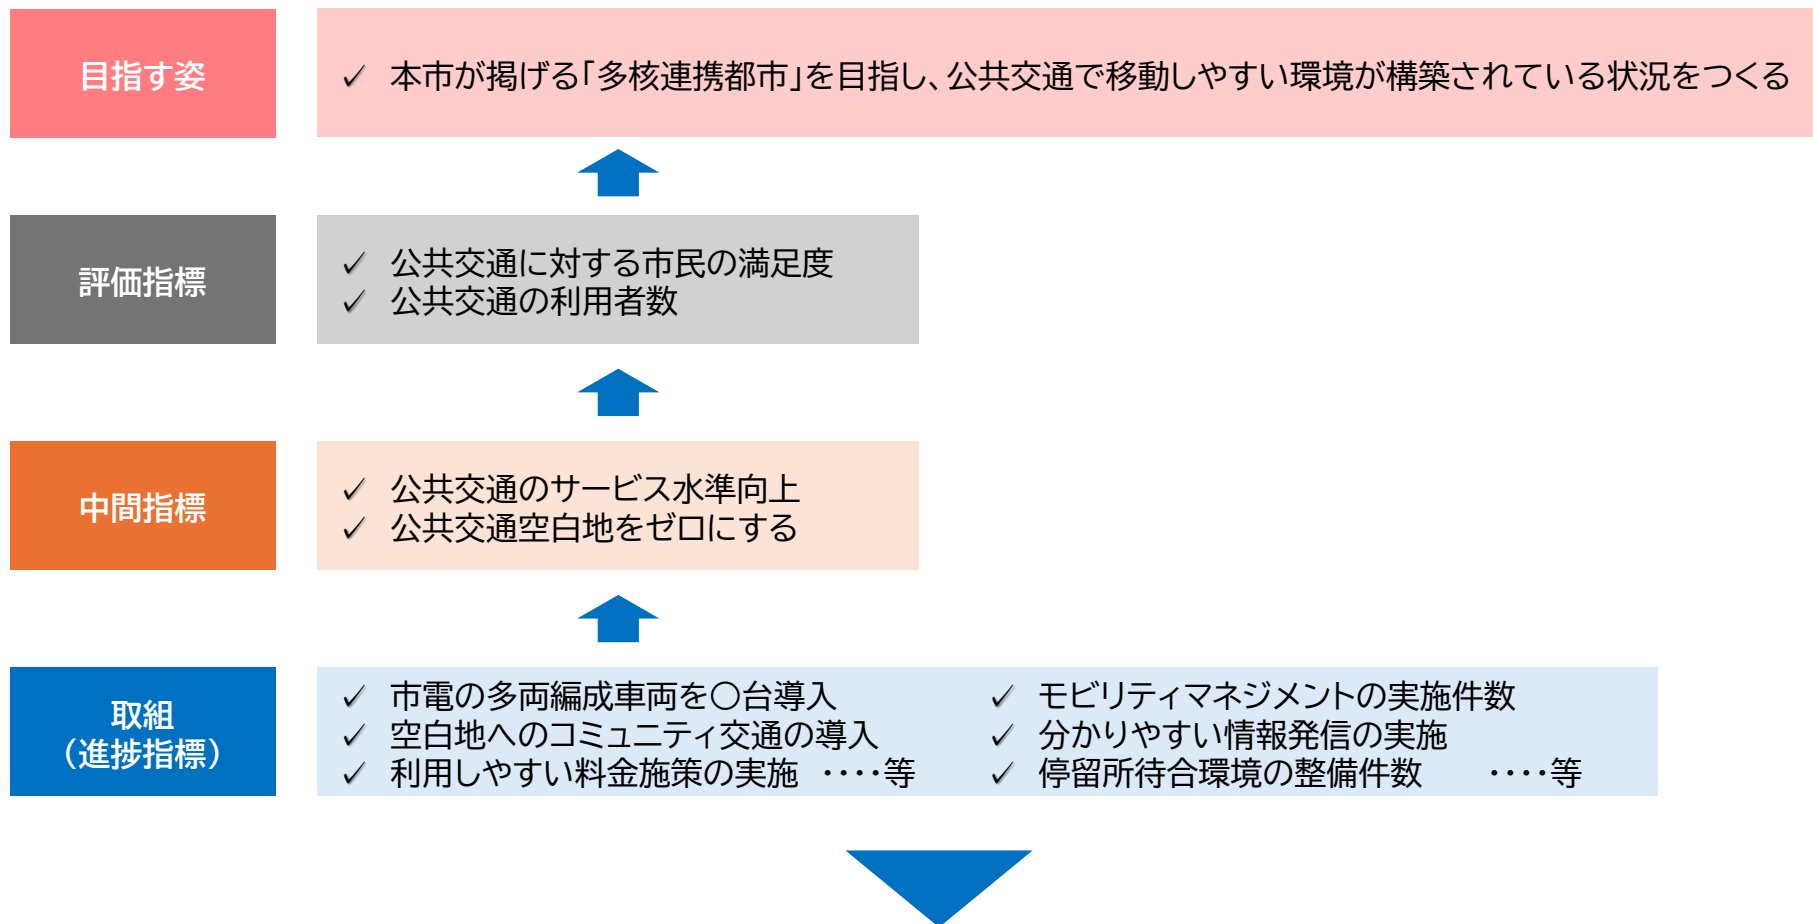 目指す姿
✓ 本市が掲げる「多核連携都市」を目指し、公共交通で移動しやすい環境が構築されている状況をつくる
評価指標
✓ 公共交通に対する市民の満足度
✓ 公共交通の利用者数
中間指標
✓ 公共交通のサービス水準向上
✓ 公共交通空白地をゼロにする
取組
（進捗指標）
✓ 市電の多両編成車両を〇台導入
✓ 空白地へのコミュニティ交通の導入
✓ 利用しやすい料金施策の実施 ・・・・等
✓ モビリティマネジメントの実施件数
✓ 分かりやすい情報発信の実施
✓ 停留所待合環境の整備件数 ・・・・等